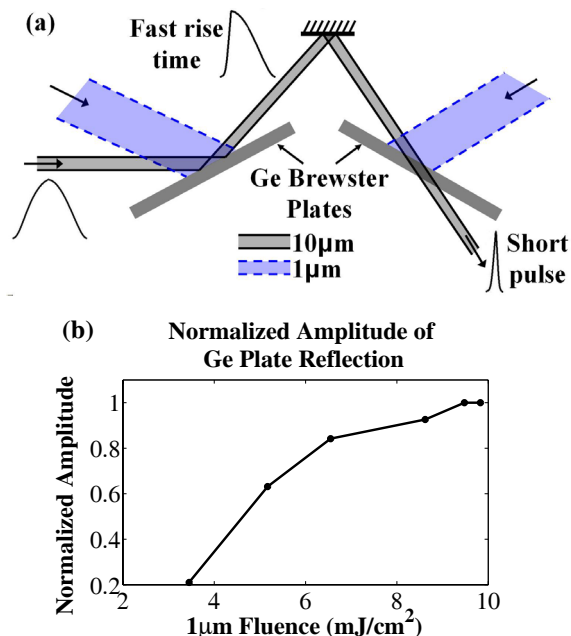 (a)
Fast rise
time
Ge Brewster
Plates
10µm
1µm
Short
pulse
(b)
Normalized Amplitude of
Ge Plate Reflection
Normalized Amplitude
1
0.8
0.6
0.4
0.2
2
4
6
8
10
1µm Fluence (mJ/cm²)